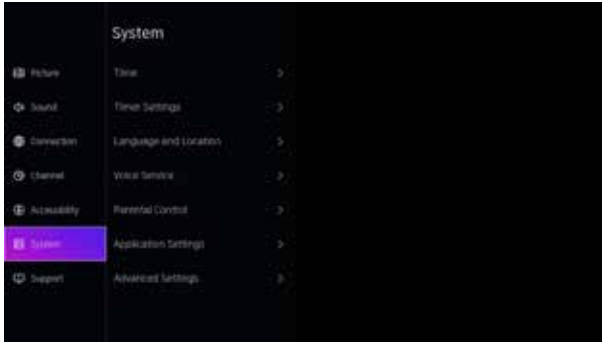 System
Picture
Time
Sound
Timer Settings
Connection
Language and Location
Channel
Voice Service
Accessibility
Parental Control
System
Application Settings
Support
Advanced Settings